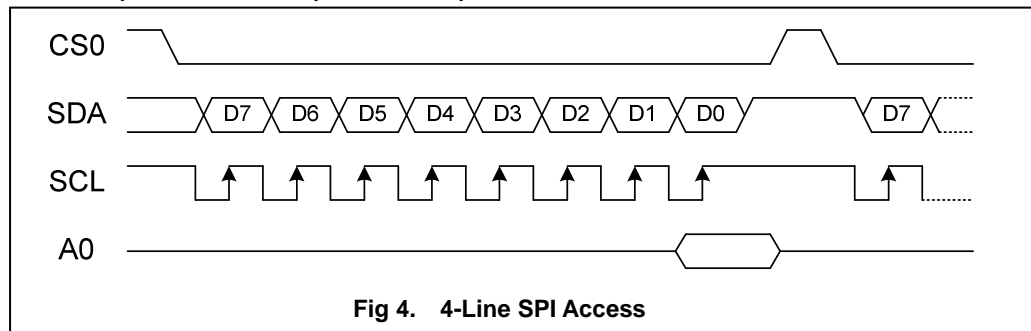 CS0
SDA D7 D6 D5 D4 D3 D2 D1 D0 D7
SCL
A0
Fig 4. 4-Line SPI Access